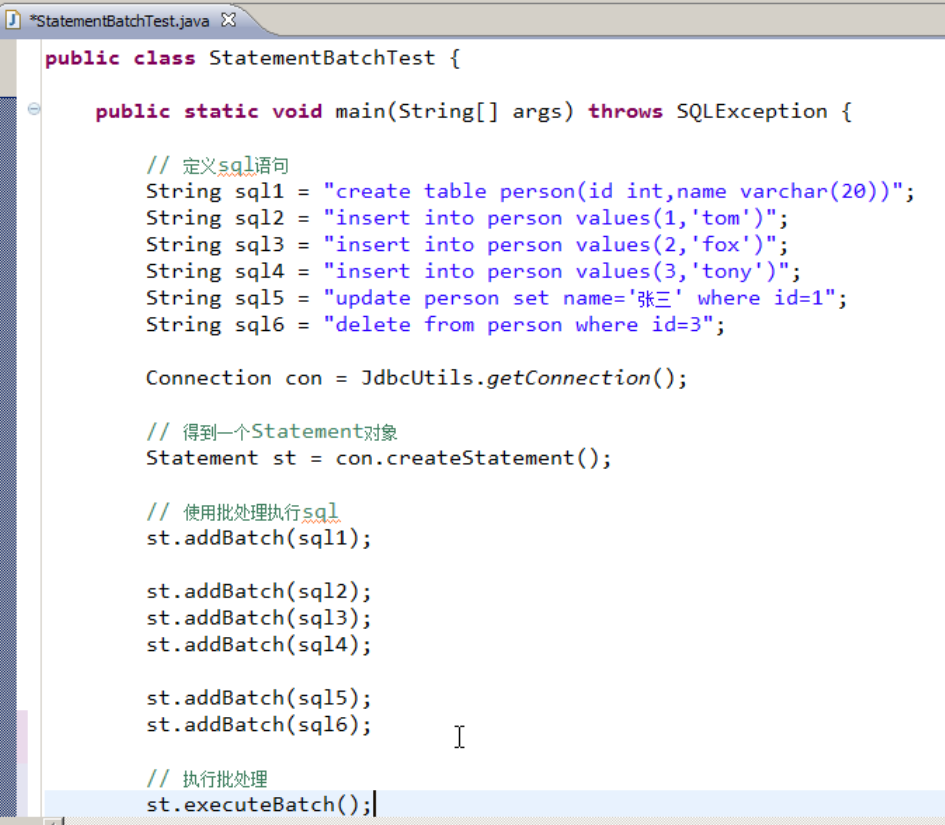 *StatementBatchTest.java
public class StatementBatchTest {
public static void main(String[] args) throws SQLException {
// 定义sql语句
String sql1 = "create table person(id int,name varchar(20))";
String sql2 = "insert into person values(1,'tom')";
String sql3 = "insert into person values(2,'fox')";
String sql4 = "insert into person values(3,'tony')";
String sql5 = "update person set name='张三' where id=1";
String sql6 = "delete from person where id=3";
Connection con = JdbcUtils.getConnection();
// 得到一个Statement对象
Statement st = con.createStatement();
// 使用批处理执行sql
st.addBatch(sql1);
st.addBatch(sql2);
st.addBatch(sql3);
st.addBatch(sql4);
st.addBatch(sql5);
st.addBatch(sql6);
// 执行批处理
st.executeBatch();